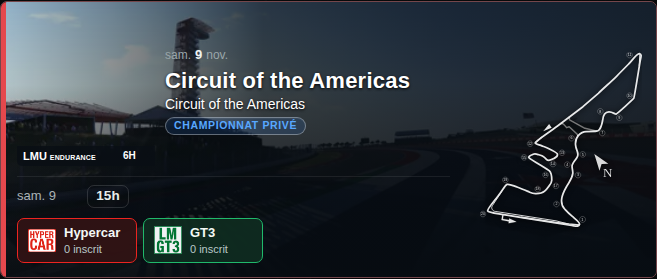 sam. 9 nov.
Circuit of the Americas
Circuit of the Americas
CHAMPIONNAT PRIVÉ
LMU ENDURANCE 6H
sam. 9 15h
HYPER CAR
Hypercar
0 inscrit
LM GT3
GT3
0 inscrit
N